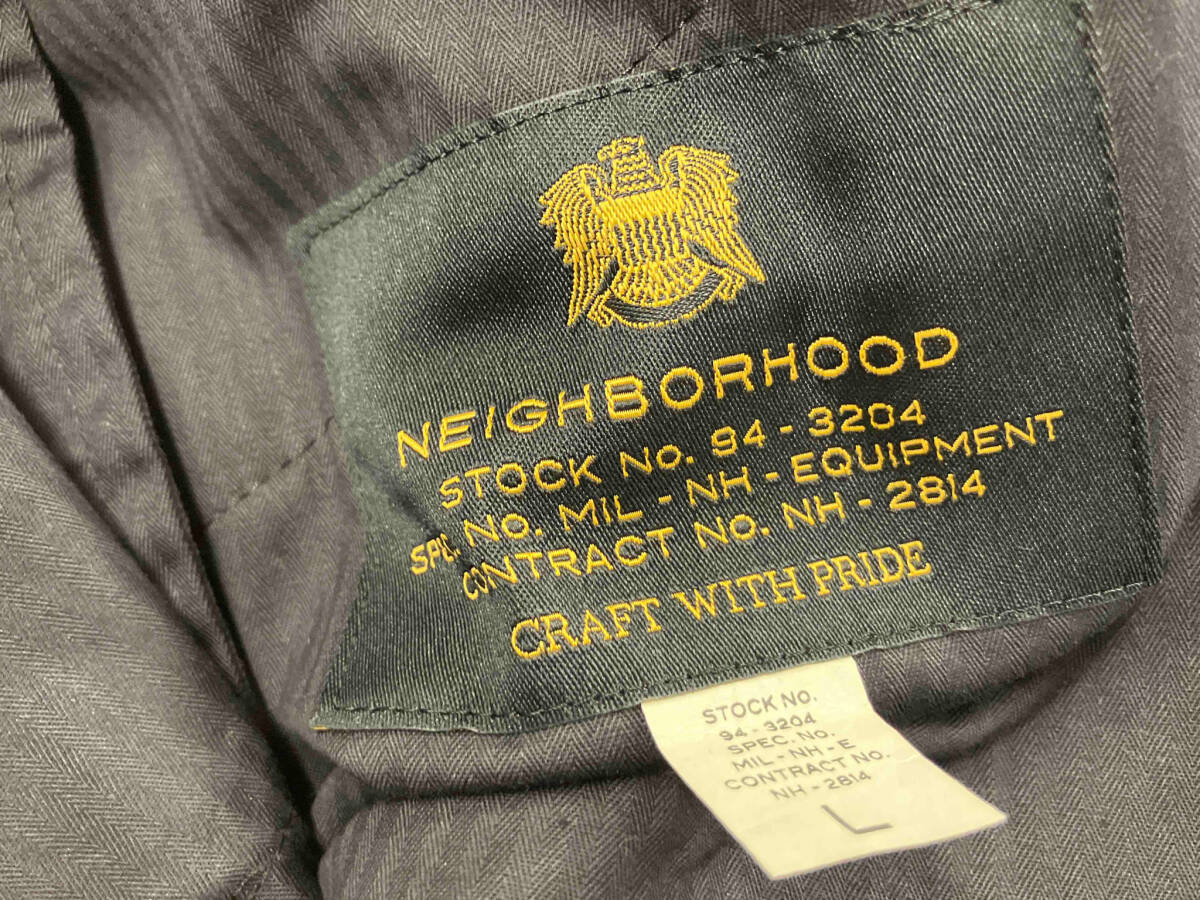 NEIGHBORHOOD
STOCK No. 94 - 3204
SPEC. No. MIL - NH - EQUIPMENT
CONTRACT No. NH - 2814
CRAFT WITH PRIDE
STOCK No.
94 - 3204
SPEC. No.
MIL - NH - E
CONTRACT No.
NH - 2814
L